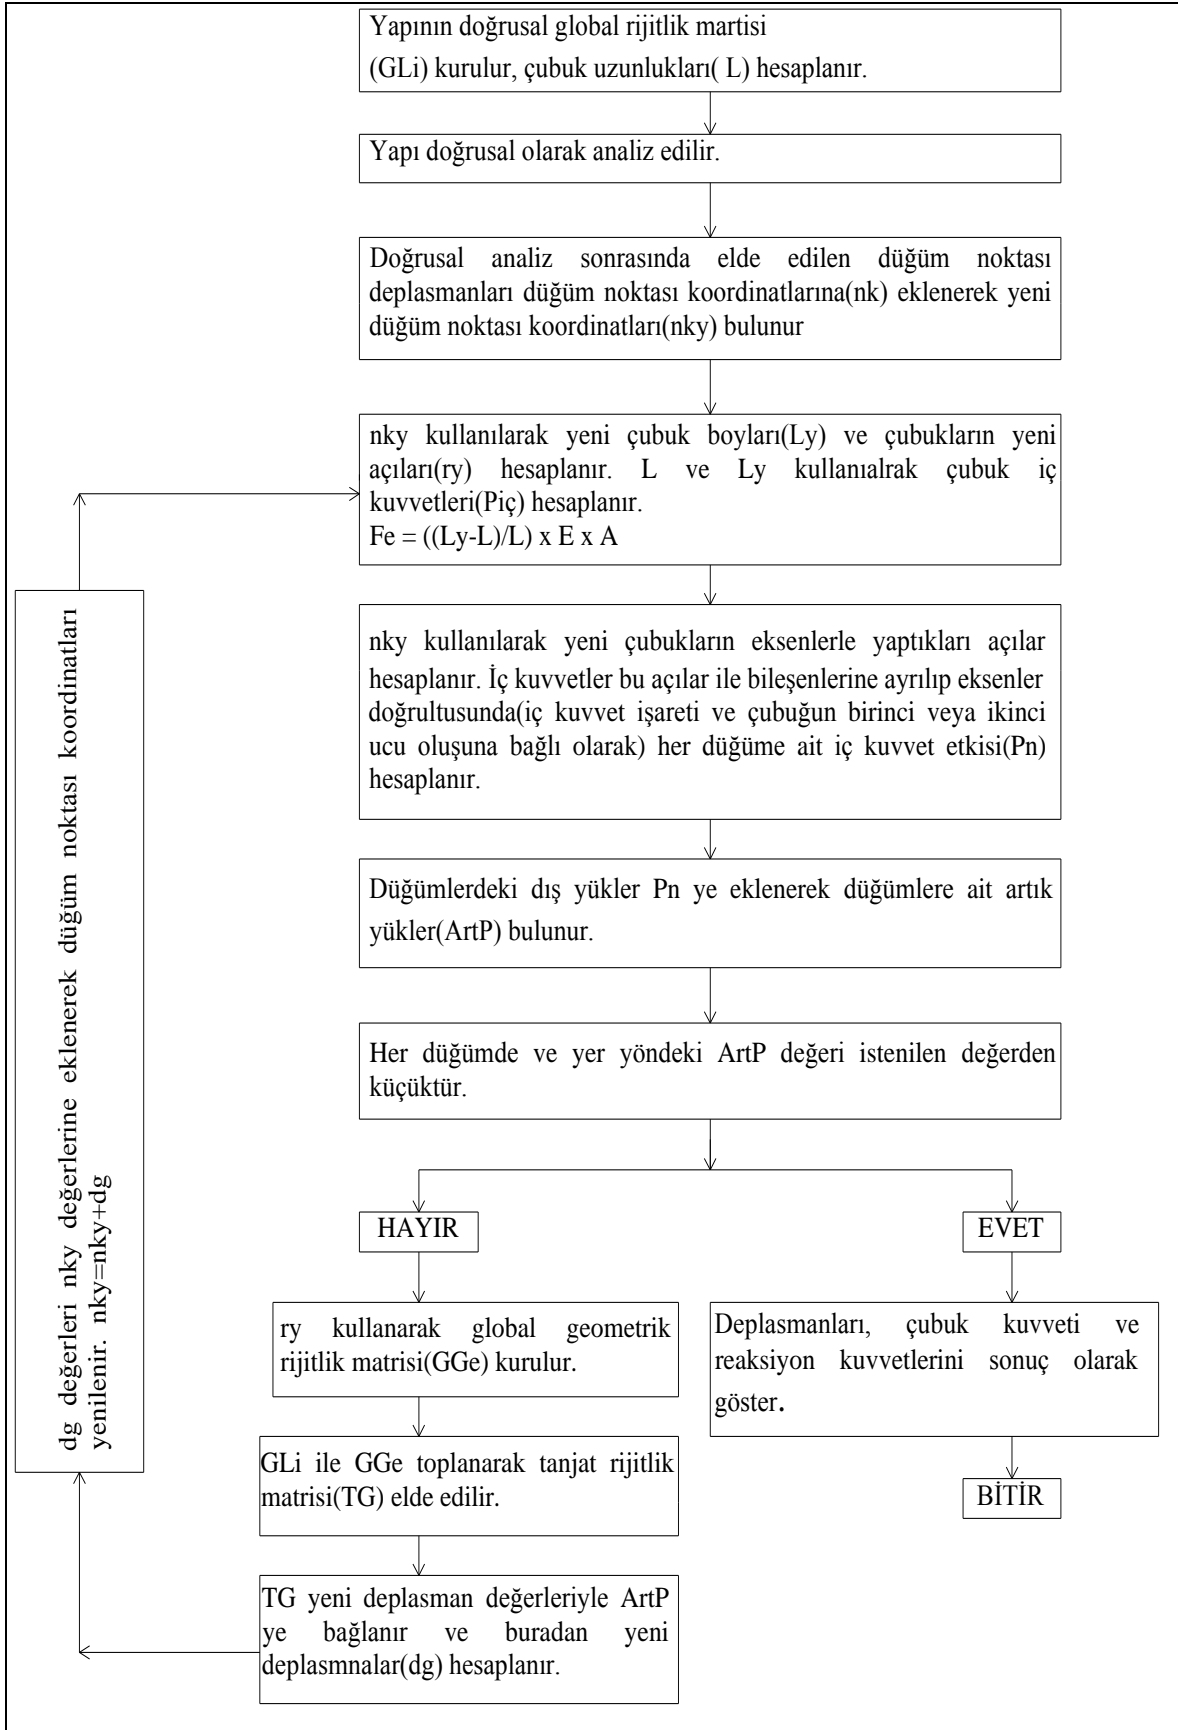 Yapının doğrusal global rijitlik martisi
(GLi) kurulur, çubuk uzunlukları( L) hesaplanır.
Yapı doğrusal olarak analiz edilir.
Doğrusal analiz sonrasında elde edilen düğüm noktası
deplasmanları düğüm noktası koordinatlarına(nk) eklenerek yeni
düğüm noktası koordinatları(nky) bulunur
nky kullanılarak yeni çubuk boyları(Ly) ve çubukların yeni
açıları(ry) hesaplanır. L ve Ly kullanıalrak çubuk iç
kuvvetleri(Piç) hesaplanır.
Fe = ((Ly-L)/L) x E x A
nky kullanılarak yeni çubukların eksenlerle yaptıkları açılar
hesaplanır. İç kuvvetler bu açılar ile bileşenlerine ayrılıp eksenler
doğrultusunda(iç kuvvet işareti ve çubuğun birinci veya ikinci
ucu oluşuna bağlı olarak) her düğüme ait iç kuvvet etkisi(Pn)
hesaplanır.
Düğümlerdeki dış yükler Pn ye eklenerek düğümlere ait artık
yükler(ArtP) bulunur.
Her düğümde ve yer yöndeki ArtP değeri istenilen değerden
küçüktür.
HAYIR
EVET
ry kullanarak global geometrik
rijitlik matrisi(GGe) kurulur.
Deplasmanları, çubuk kuvveti ve
reaksiyon kuvvetlerini sonuç olarak
göster.
GLi ile GGe toplanarak tanjat rijitlik
matrisi(TG) elde edilir.
BİTİR
TG yeni deplasman değerleriyle ArtP
ye bağlanır ve buradan yeni
deplasmnalar(dg) hesaplanır.
dg değerleri nky değerlerine eklenerek düğüm noktası koordinatları
yenilenir. nky=nky+dg